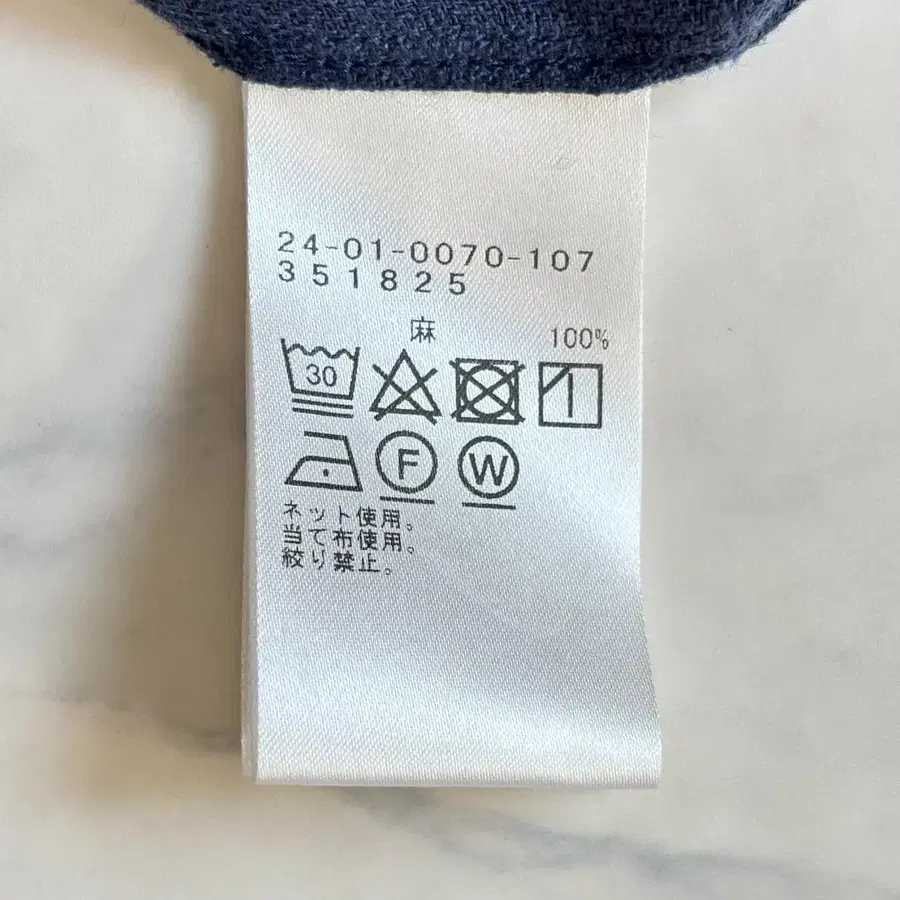 24-01-0070-107
351825
麻 100%
30
F W
ネット使用。
当て布使用。
絞り禁止。